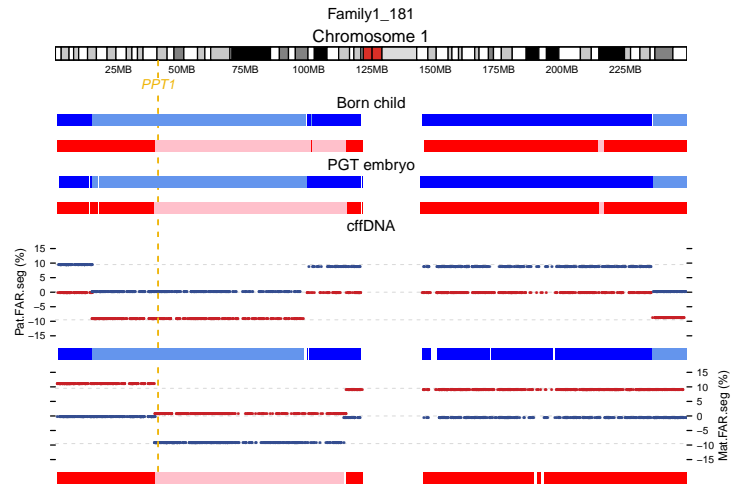 Family1_181
Chromosome 1
25MB 50MB 75MB 100MB 125MB 150MB 175MB 200MB 225MB
PPT1
Born child
PGT embryo
cffDNA
Pat.FAR.seg (%)
15
10
5
0
−5
−10
−15
15
10
5
0
−5
−10
−15
Mat.FAR.seg (%)